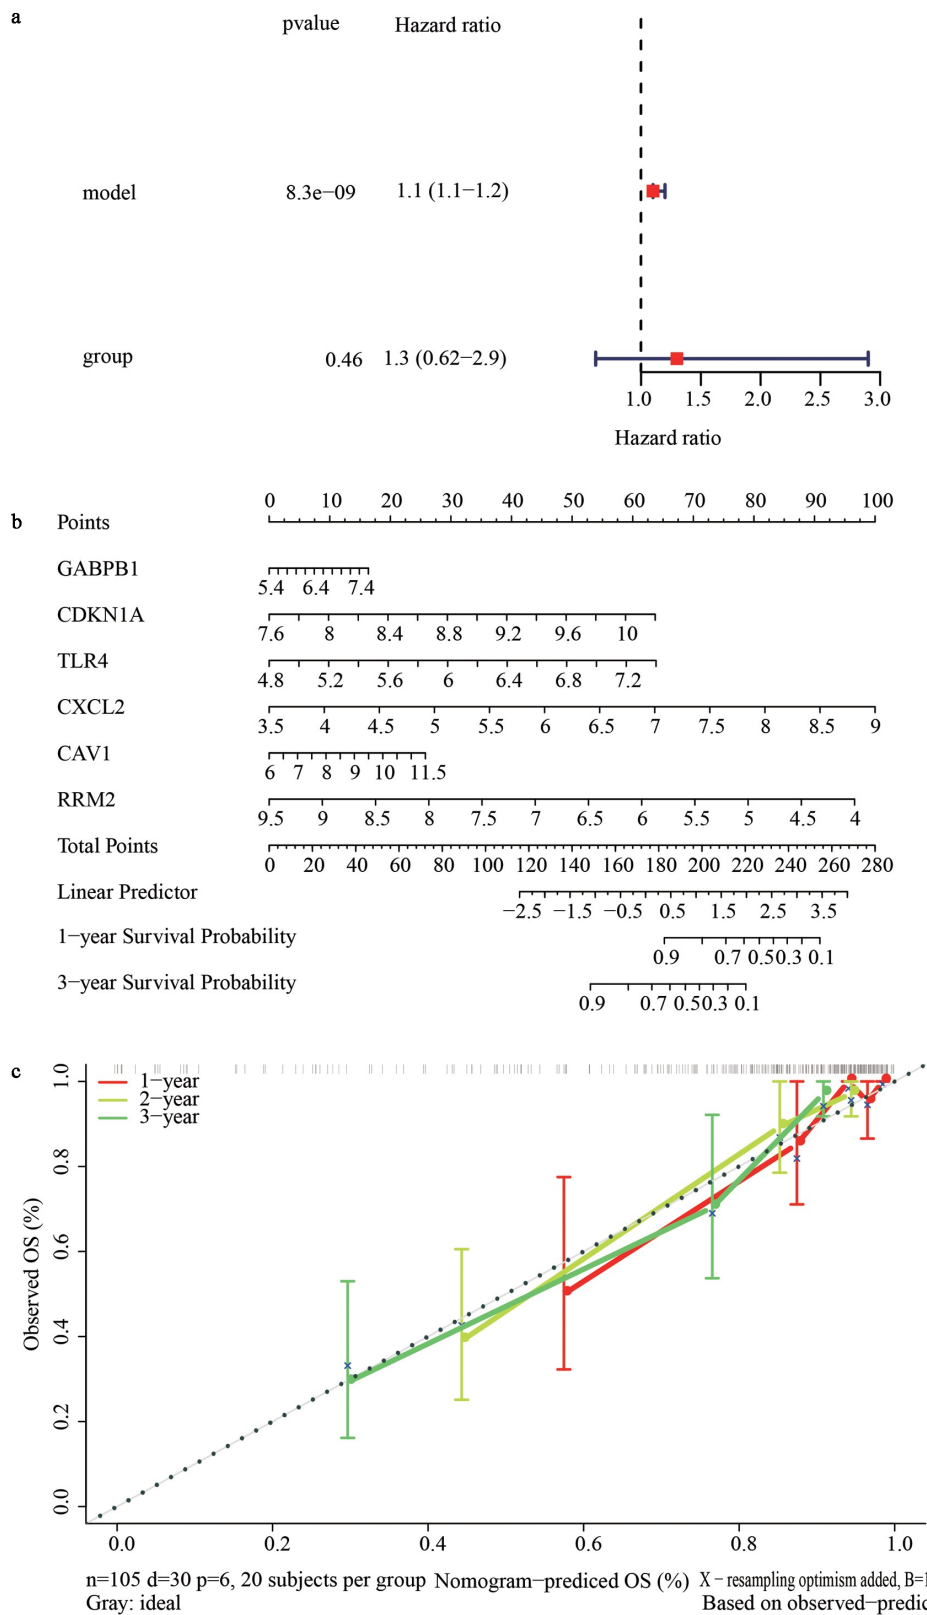 a
pvalue Hazard ratio
model 8.3e−09 1.1 (1.1−1.2)
group 0.46 1.3 (0.62−2.9)
1.0 1.5 2.0 2.5 3.0
Hazard ratio
b
0 10 20 30 40 50 60 70 80 90 100
Points
GABPB1
5.4 6.4 7.4
CDKN1A
7.6 8 8.4 8.8 9.2 9.6 10
TLR4
4.8 5.2 5.6 6 6.4 6.8 7.2
CXCL2
3.5 4 4.5 5 5.5 6 6.5 7 7.5 8 8.5 9
CAV1
6 7 8 9 10 11.5
RRM2
9.5 9 8.5 8 7.5 7 6.5 6 5.5 5 4.5 4
Total Points
0 20 40 60 80 100 120 140 160 180 200 220 240 260 280
Linear Predictor
−2.5 −1.5 −0.5 0.5 1.5 2.5 3.5
1−year Survival Probability
0.9 0.7 0.5 0.3 0.1
3−year Survival Probability
0.9 0.7 0.5 0.3 0.1
c
1−year
2−year
3−year
Observed OS (%)
1.0
0.8
0.6
0.4
0.2
0.0
0.0 0.2 0.4 0.6 0.8 1.0
n=105 d=30 p=6, 20 subjects per group Nomogram−prediced OS (%) X − resampling optimism added, B=1
Gray: ideal Based on observed−predic